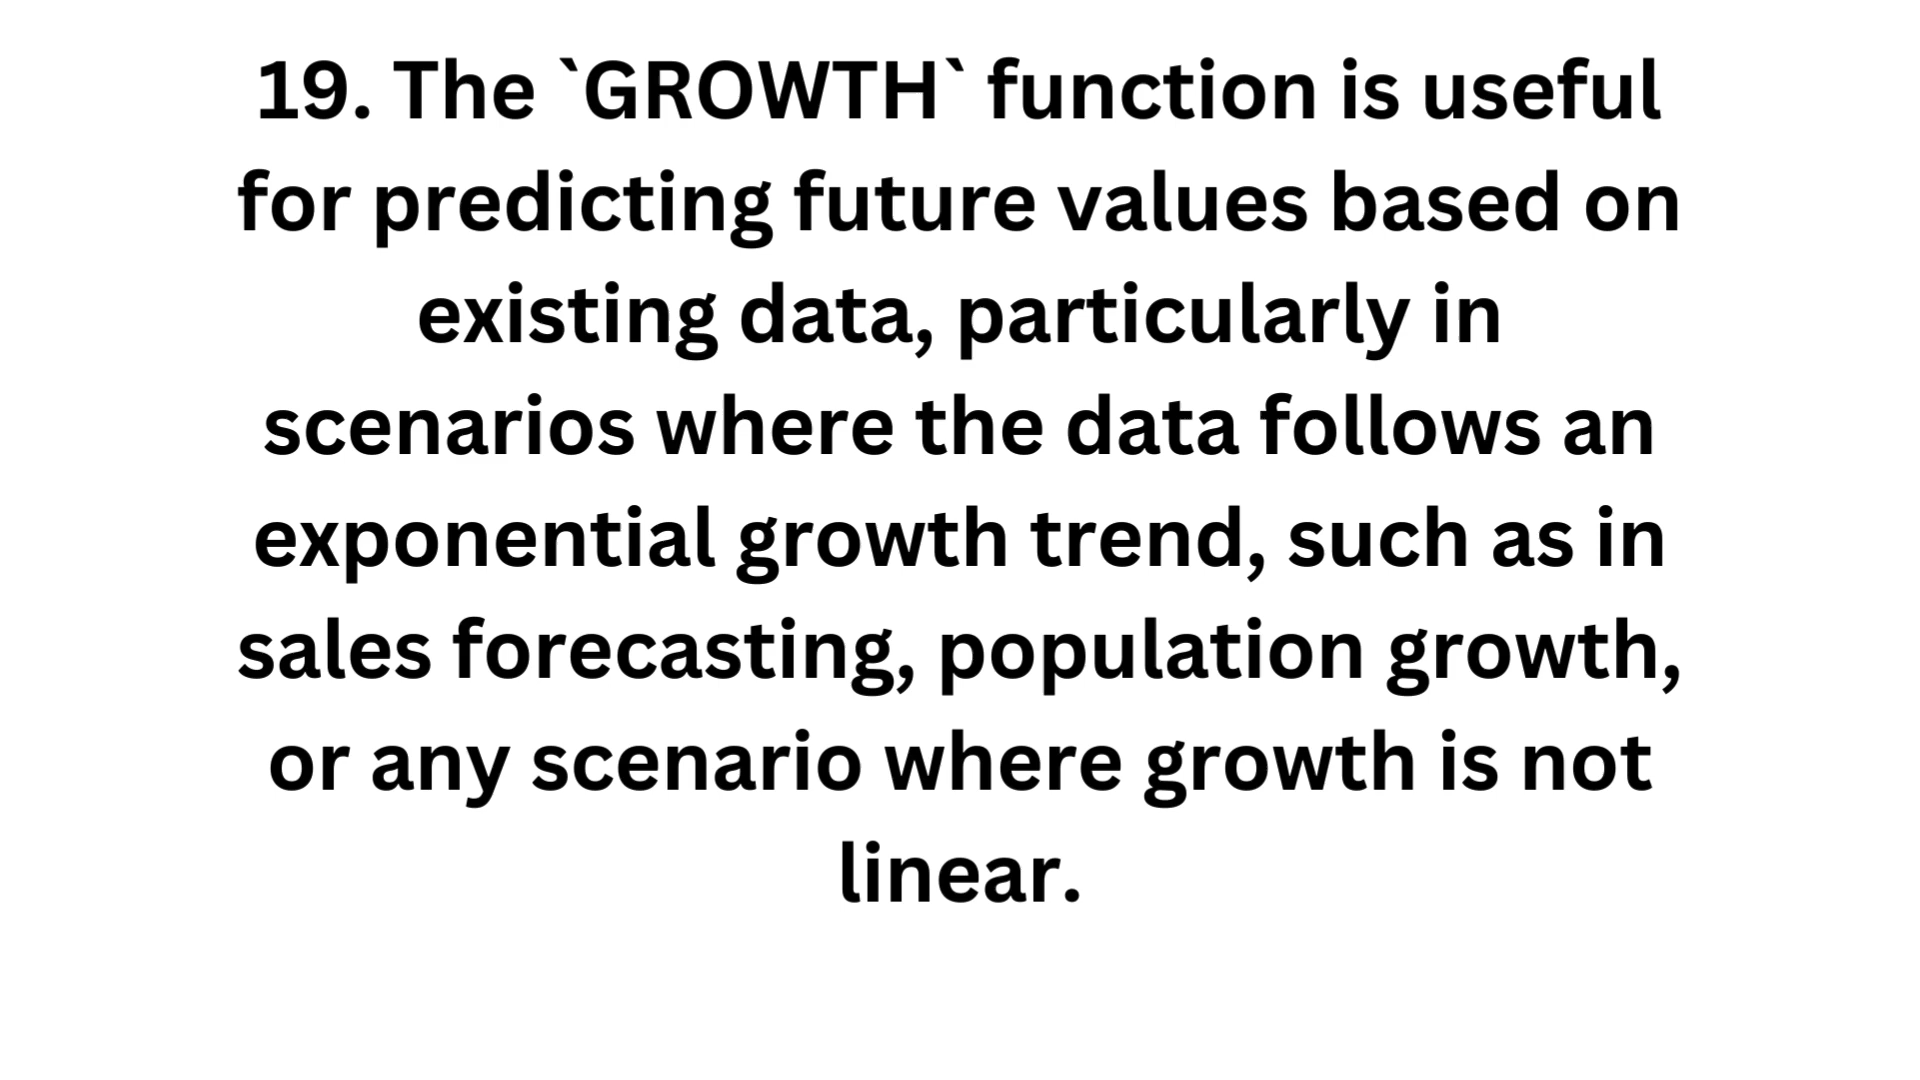 19. The `GROWTH` function is useful
for predicting future values based on
existing data, particularly in
scenarios where the data follows an
exponential growth trend, such as in
sales forecasting, population growth,
or any scenario where growth is not
linear.